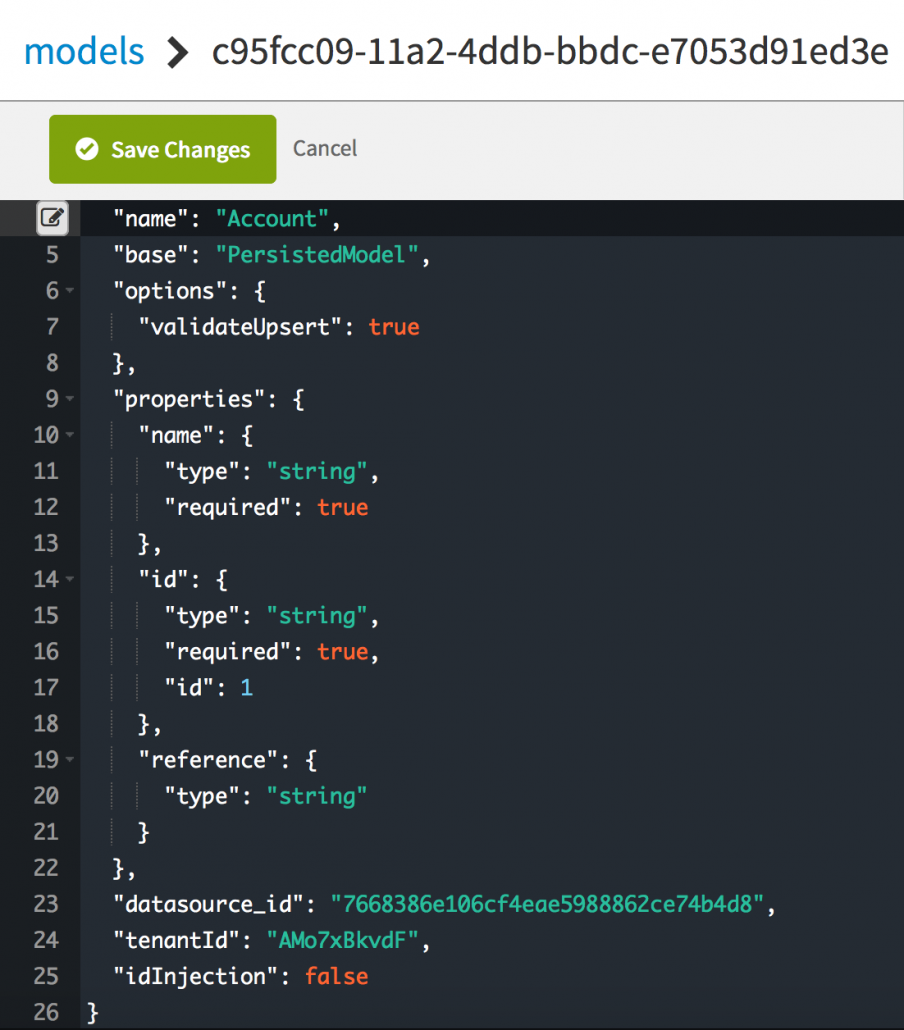 models > c95fcc09-11a2-4ddb-bbdc-e7053d91ed3e
Save Changes Cancel
"name": "Account",
5 "base": "PersistedModel",
6 "options": {
7 "validateUpsert": true
8 },
9 "properties": {
10 "name": {
11 "type": "string",
12 "required": true
13 },
14 "id": {
15 "type": "string",
16 "required": true,
17 "id": 1
18 },
19 "reference": {
20 "type": "string"
21 }
22 },
23 "datasource_id": "7668386e106cf4eae5988862ce74b4d8",
24 "tenantId": "AMo7xBkvdF",
25 "idInjection": false
26 }